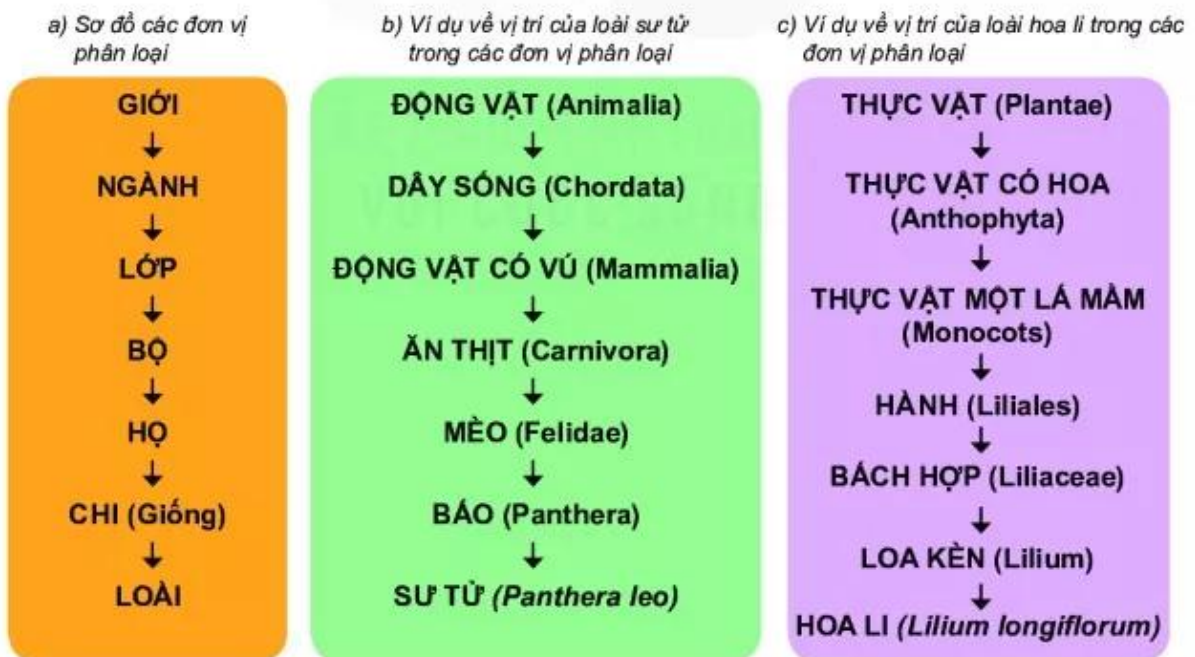 a) Sơ đồ các đơn vị
phân loại
GIỚI
NGÀNH
LỚP
BỘ
HỌ
CHI (Giống)
LOÀI
b) Ví dụ về vị trí của loài sư tử
trong các đơn vị phân loại
ĐỘNG VẬT (Animalia)
DÂY SỐNG (Chordata)
ĐỘNG VẬT CÓ VÚ (Mammalia)
ĂN THỊT (Carnivora)
MÈO (Felidae)
BÁO (Panthera)
SƯ TỬ (Panthera leo)
c) Ví dụ về vị trí của loài hoa li trong các
đơn vị phân loại
THỰC VẬT (Plantae)
THỰC VẬT CÓ HOA
(Anthophyta)
THỰC VẬT MỘT LÁ MẦM
(Monocots)
HÀNH (Liliales)
BÁCH HỢP (Liliaceae)
LOA KÈN (Lilium)
HOA LI (Lilium longiflorum)